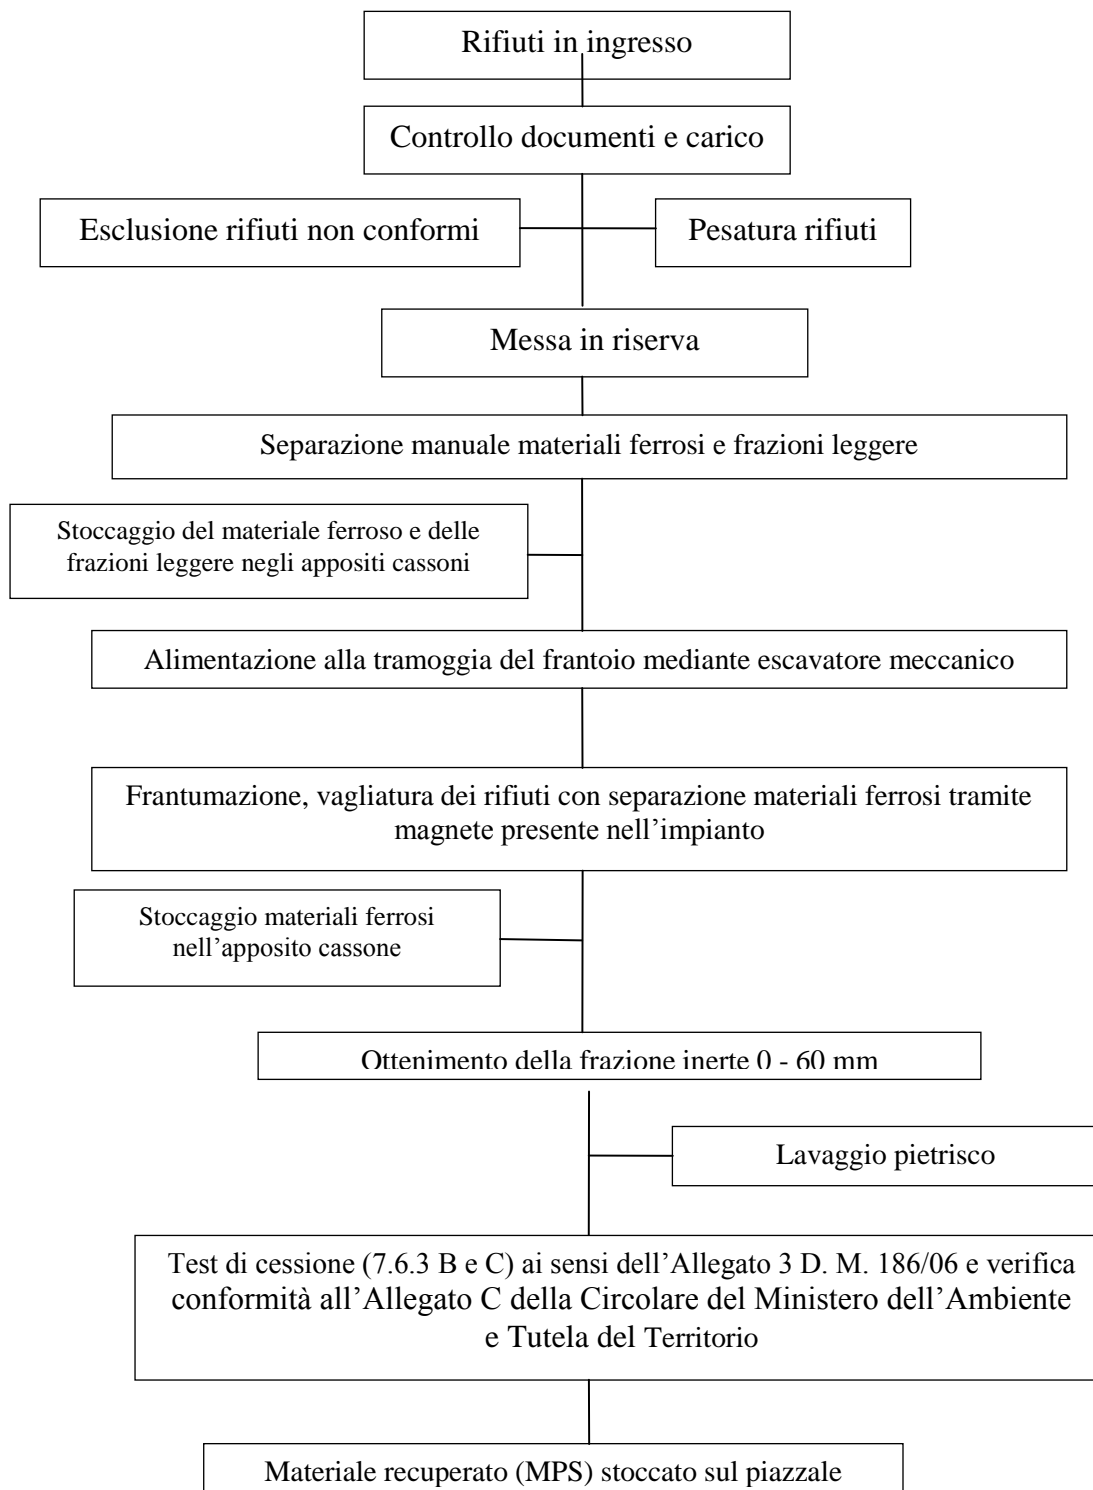 Rifiuti in ingresso
Controllo documenti e carico
Esclusione rifiuti non conformi
Pesatura rifiuti
Messa in riserva
Separazione manuale materiali ferrosi e frazioni leggere
Stoccaggio del materiale ferroso e delle
frazioni leggere negli appositi cassoni
Alimentazione alla tramoggia del frantoio mediante escavatore meccanico
Frantumazione, vagliatura dei rifiuti con separazione materiali ferrosi tramite
magnete presente nell’impianto
Stoccaggio materiali ferrosi
nell’apposito cassone
Ottenimento della frazione inerte 0 - 60 mm
Lavaggio pietrisco
Test di cessione (7.6.3 B e C) ai sensi dell’Allegato 3 D. M. 186/06 e verifica
conformità all’Allegato C della Circolare del Ministero dell’Ambiente
e Tutela del Territorio
Materiale recuperato (MPS) stoccato sul piazzale